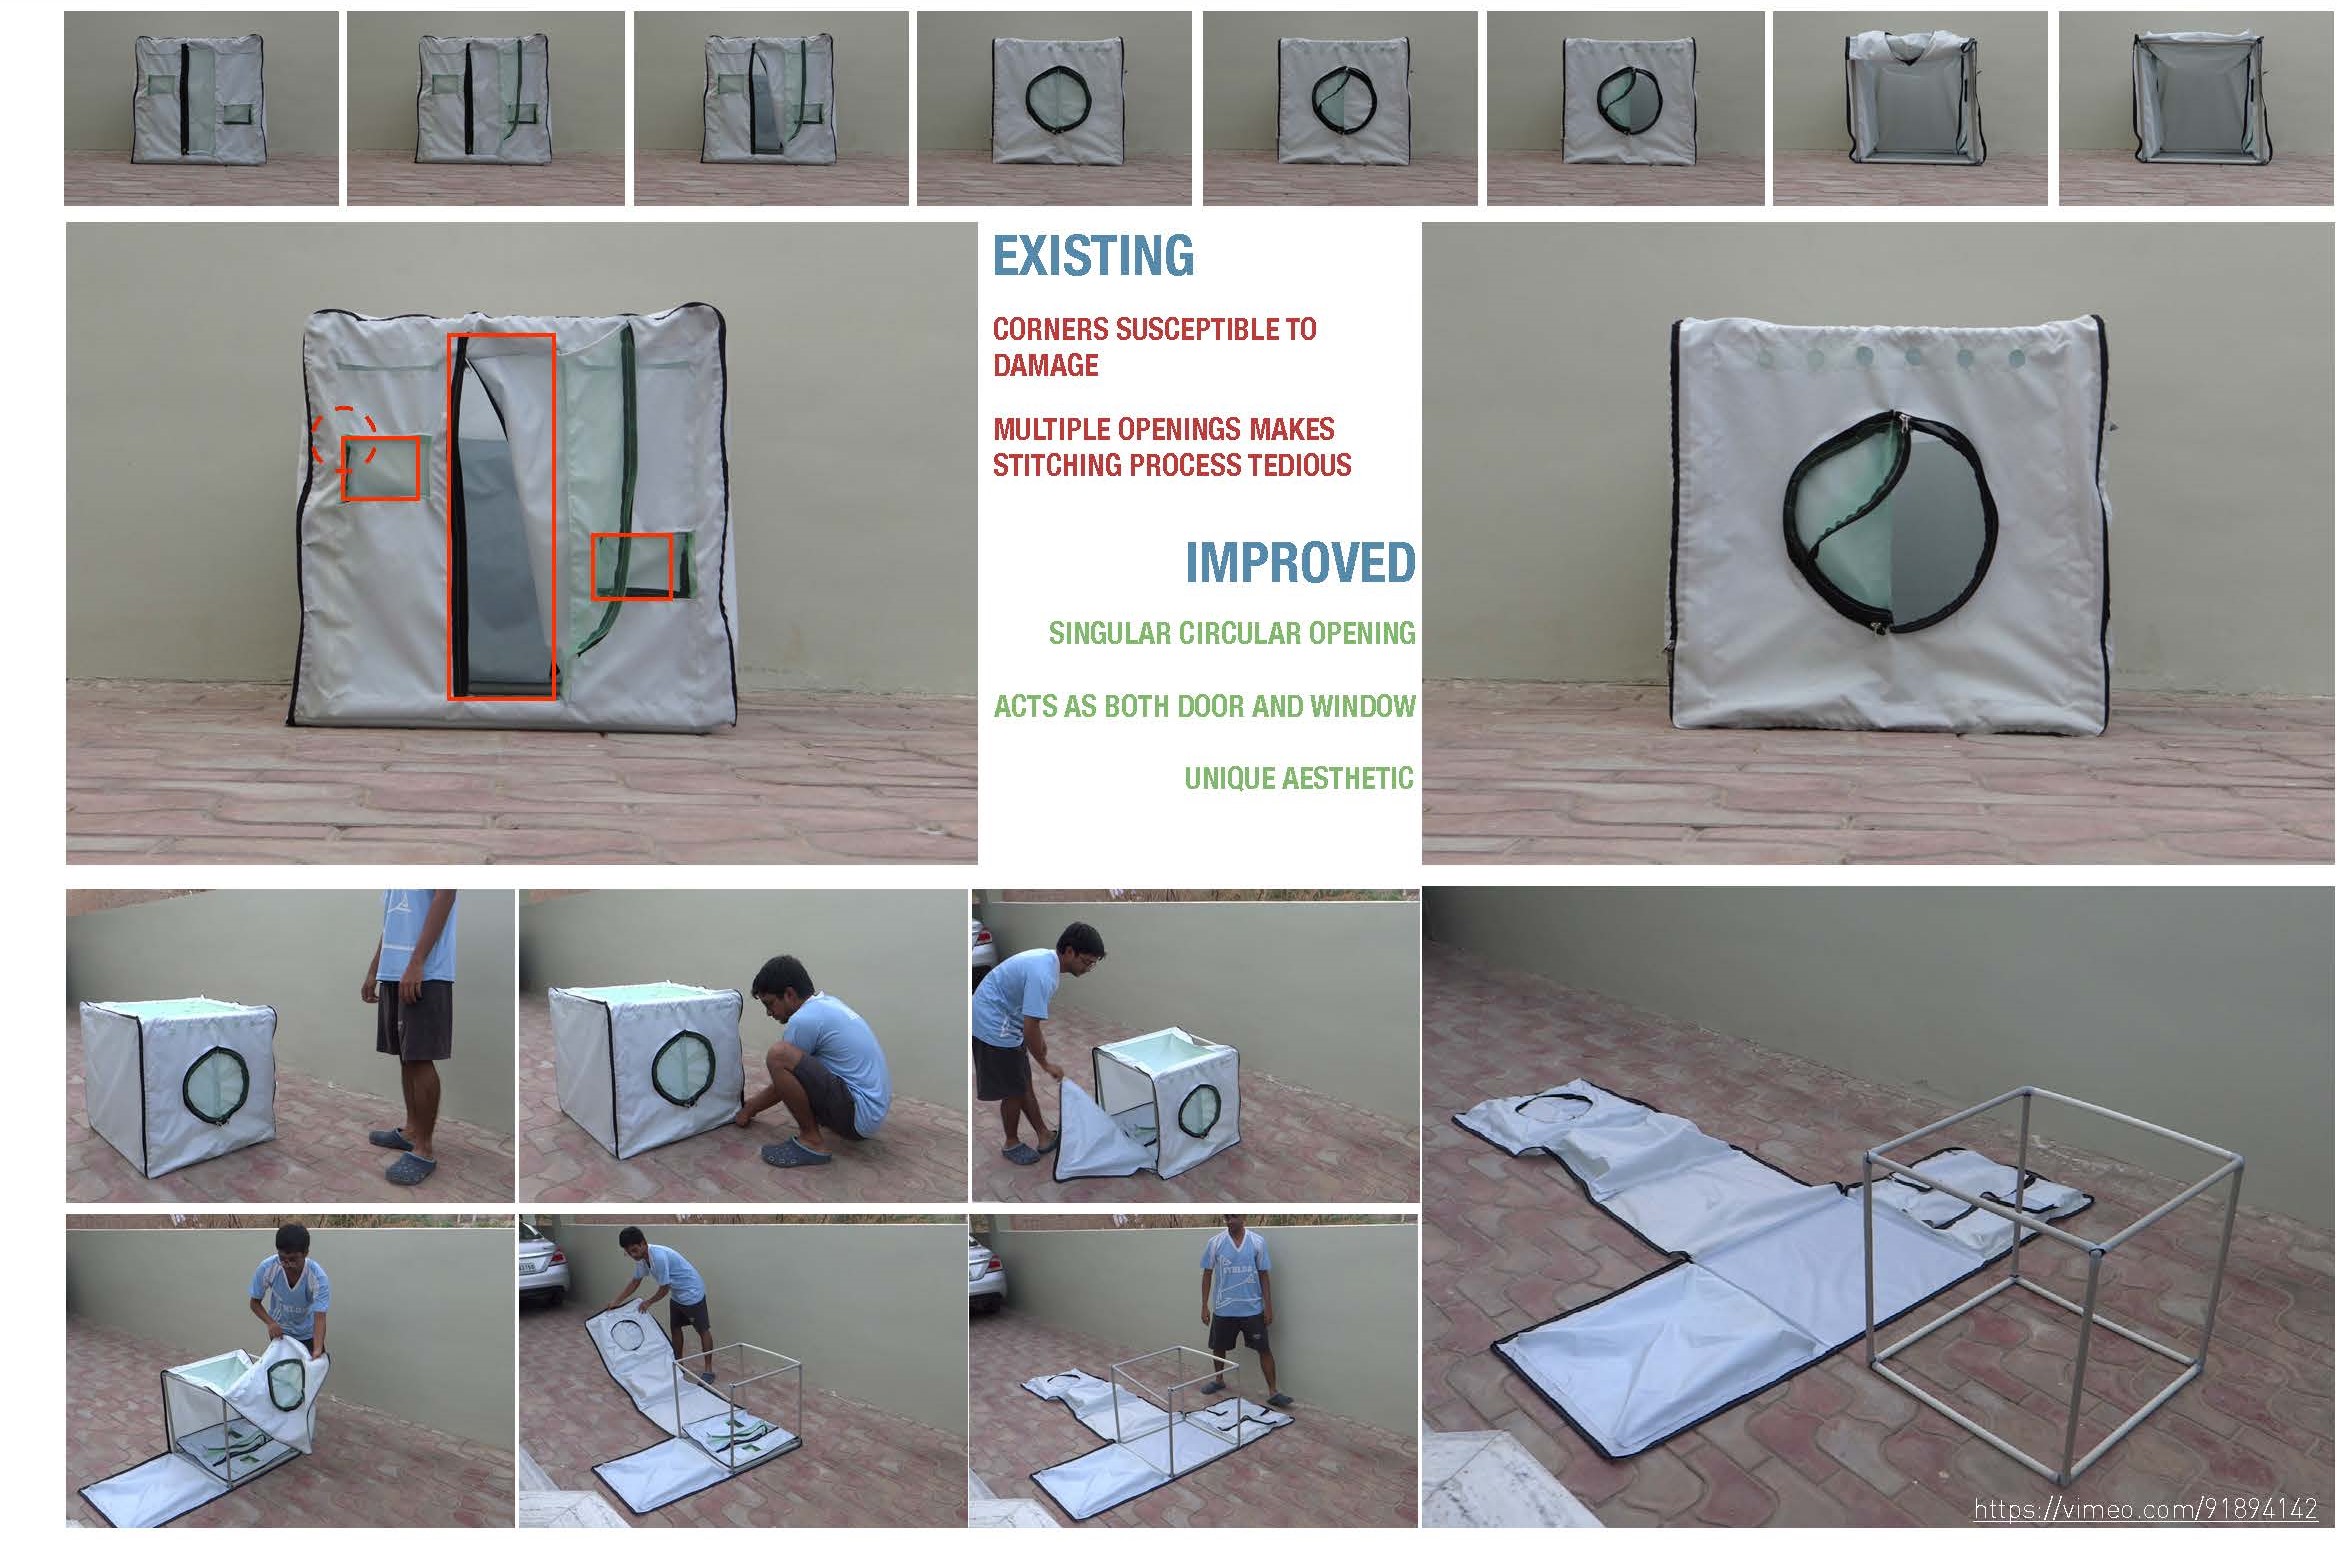 EXISTING
CORNERS SUSCEPTIBLE TO
DAMAGE
MULTIPLE OPENINGS MAKES
STITCHING PROCESS TEDIOUS
IMPROVED
SINGULAR CIRCULAR OPENING
ACTS AS BOTH DOOR AND WINDOW
UNIQUE AESTHETIC
https://vimeo.com/91894142